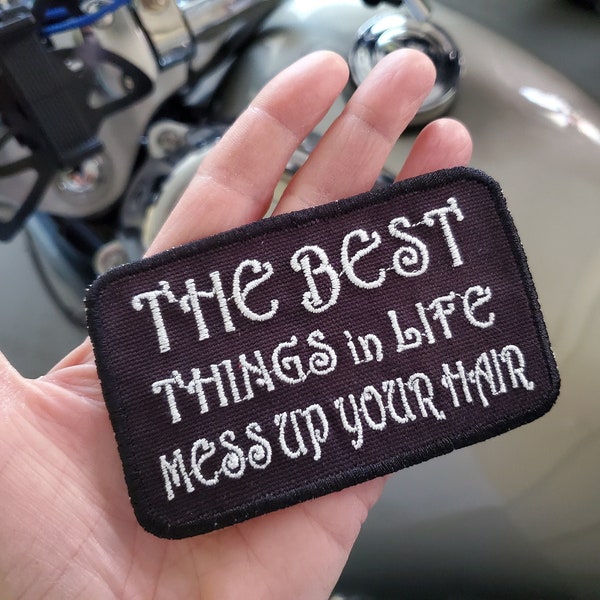 THE BEST
THINGS in LIFE
MESS UP YOUR HAIR